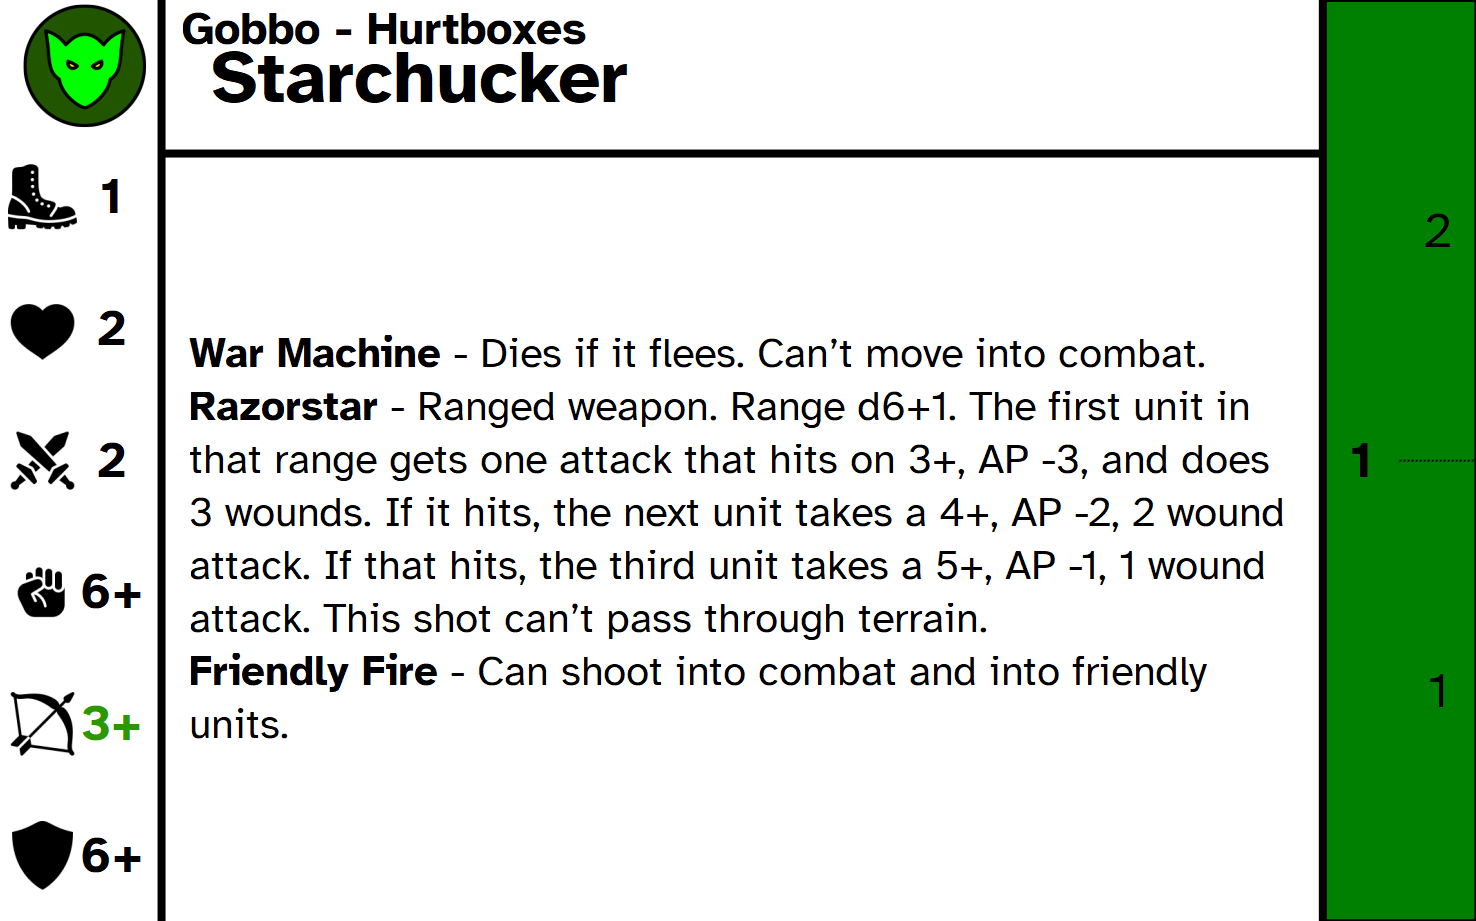 Gobbo - Hurtboxes
Starchucker
1
2
2
6+
3+
6+
War Machine - Dies if it flees. Can’t move into combat.
Razorstar - Ranged weapon. Range d6+1. The first unit in
that range gets one attack that hits on 3+, AP -3, and does
3 wounds. If it hits, the next unit takes a 4+, AP -2, 2 wound
attack. If that hits, the third unit takes a 5+, AP -1, 1 wound
attack. This shot can’t pass through terrain.
Friendly Fire - Can shoot into combat and into friendly
units.
2
1
1